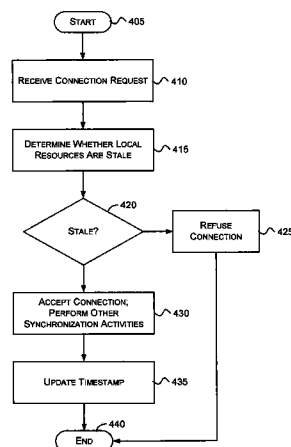 START
405
RECEIVE CONNECTION REQUEST
410
DETERMINE WHETHER LOCAL
RESOURCES ARE STALE
415
420
STALE?
REFUSE
CONNECTION
425
ACCEPT CONNECTION;
PERFORM OTHER
SYNCHRONIZATION ACTIVITIES
430
UPDATE TIMESTAMP
435
440
END